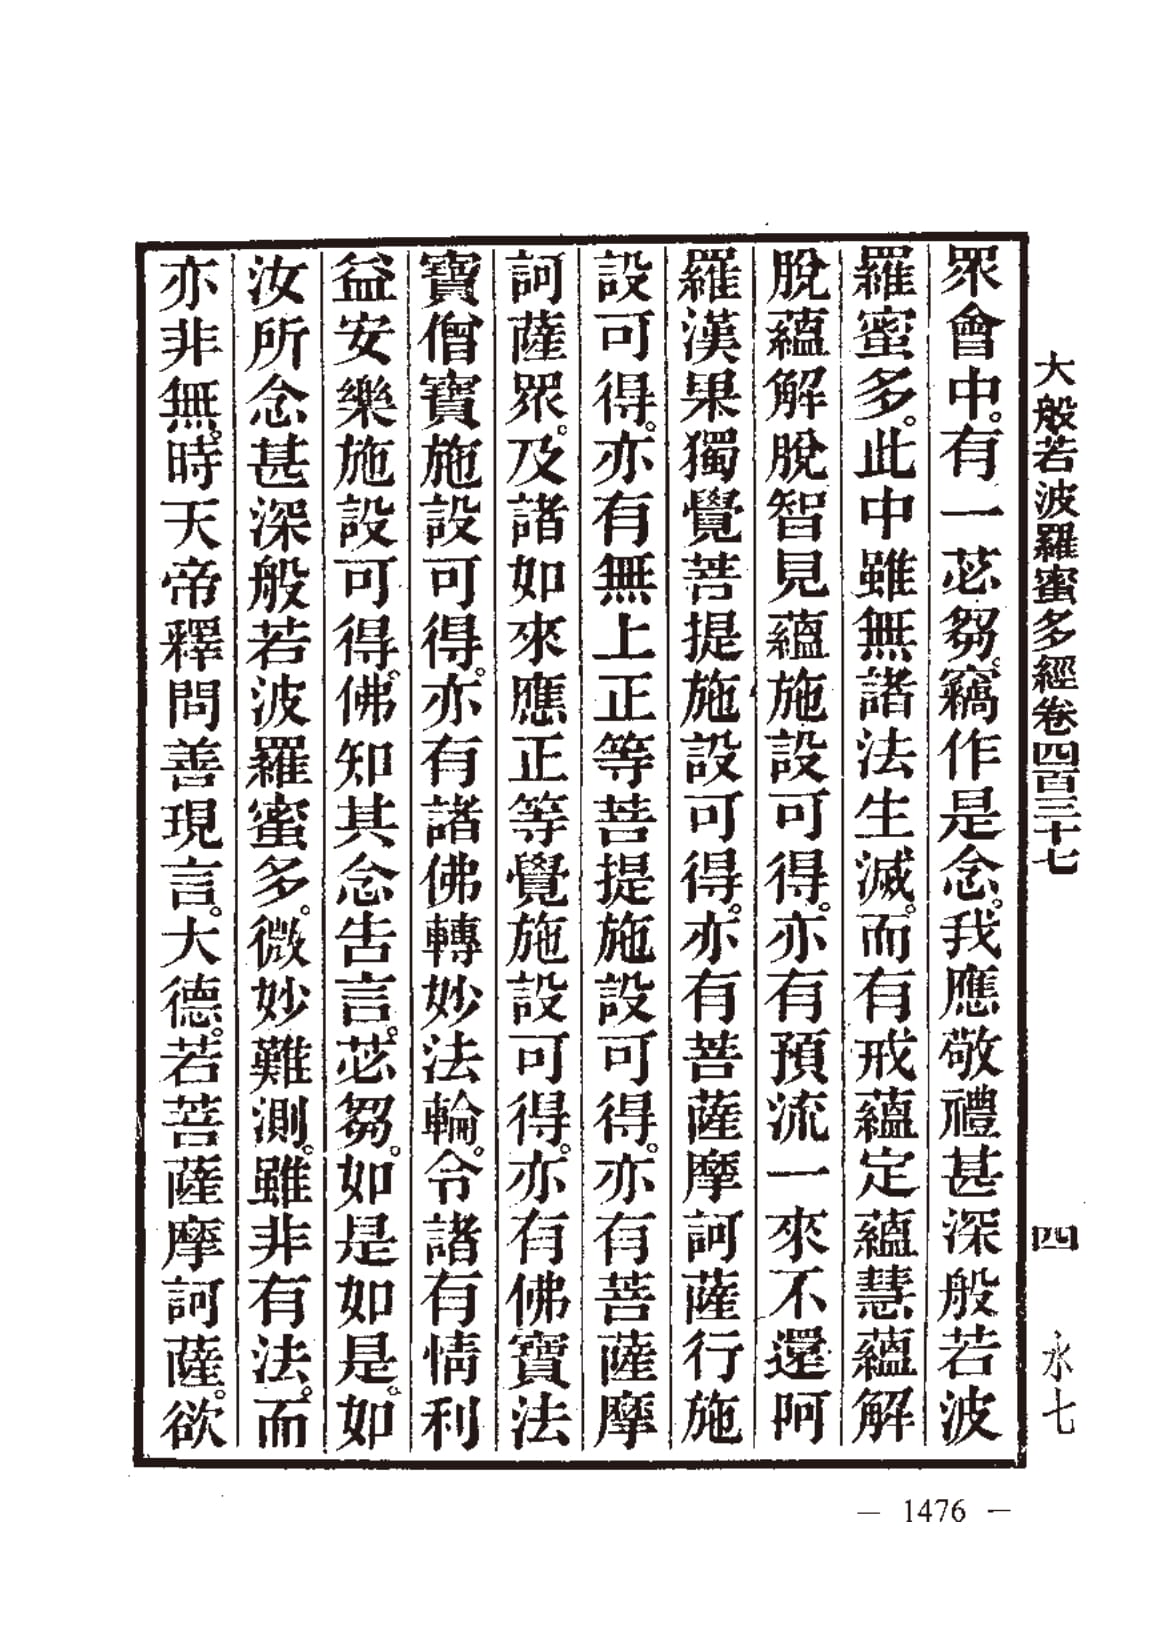 大般若波羅蜜多經卷四百三十七 四 永七
眾會中。有一苾芻。竊作是念。我應敬禮甚深般若波
羅蜜多。此中雖無諸法生滅。而有戒蘊定蘊慧蘊解
脫蘊解脫智見蘊施設可得。亦有預流一來不還阿
羅漢果獨覺菩提施設可得。亦有菩薩摩訶薩行施
設可得。亦有無上正等菩提施設可得。亦有菩薩摩
訶薩眾。及諸如來應正等覺施設可得。亦有佛寶法
寶僧寶施設可得。亦有諸佛轉妙法輪。令諸有情利
益安樂施設可得。佛知其念告言。苾芻。如是如是。如
汝所念甚深般若波羅蜜多。微妙難測。雖非有法。而
亦非無。時天帝釋問善現言。大德。若菩薩摩訶薩。欲
— 1476 —